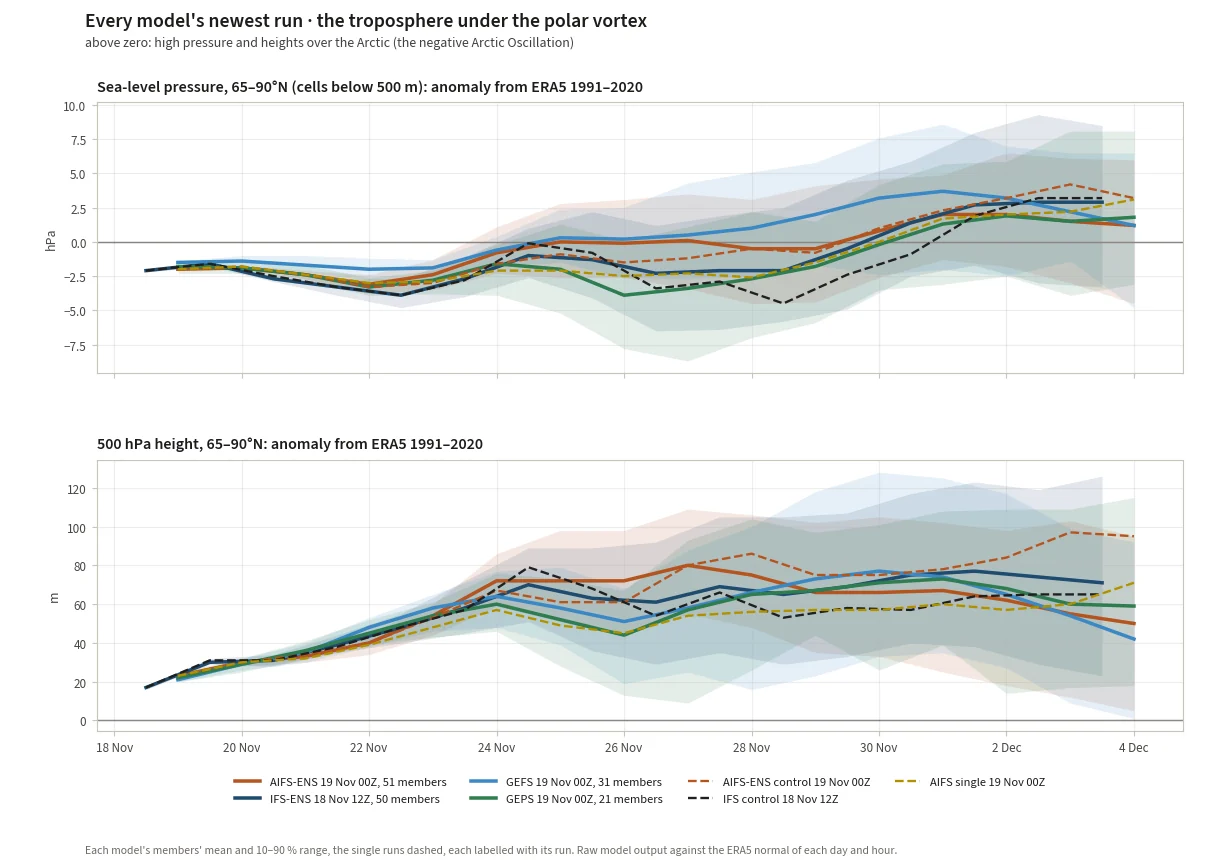 Every model's newest run · the troposphere under the polar vortex
above zero: high pressure and heights over the Arctic (the negative Arctic Oscillation)
Sea-level pressure, 65–90°N (cells below 500 m): anomaly from ERA5 1991–2020
10.0
7.5
5.0
2.5
0.0
−2.5
−5.0
−7.5
hPa
500 hPa height, 65–90°N: anomaly from ERA5 1991–2020
120
100
80
60
40
20
0
m
18 Nov 20 Nov 22 Nov 24 Nov 26 Nov 28 Nov 30 Nov 2 Dec 4 Dec
AIFS-ENS 19 Nov 00Z, 51 members GEFS 19 Nov 00Z, 31 members AIFS-ENS control 19 Nov 00Z AIFS single 19 Nov 00Z
IFS-ENS 18 Nov 12Z, 50 members GEPS 19 Nov 00Z, 21 members IFS control 18 Nov 12Z
Each model's members' mean and 10–90 % range, the single runs dashed, each labelled with its run. Raw model output against the ERA5 normal of each day and hour.